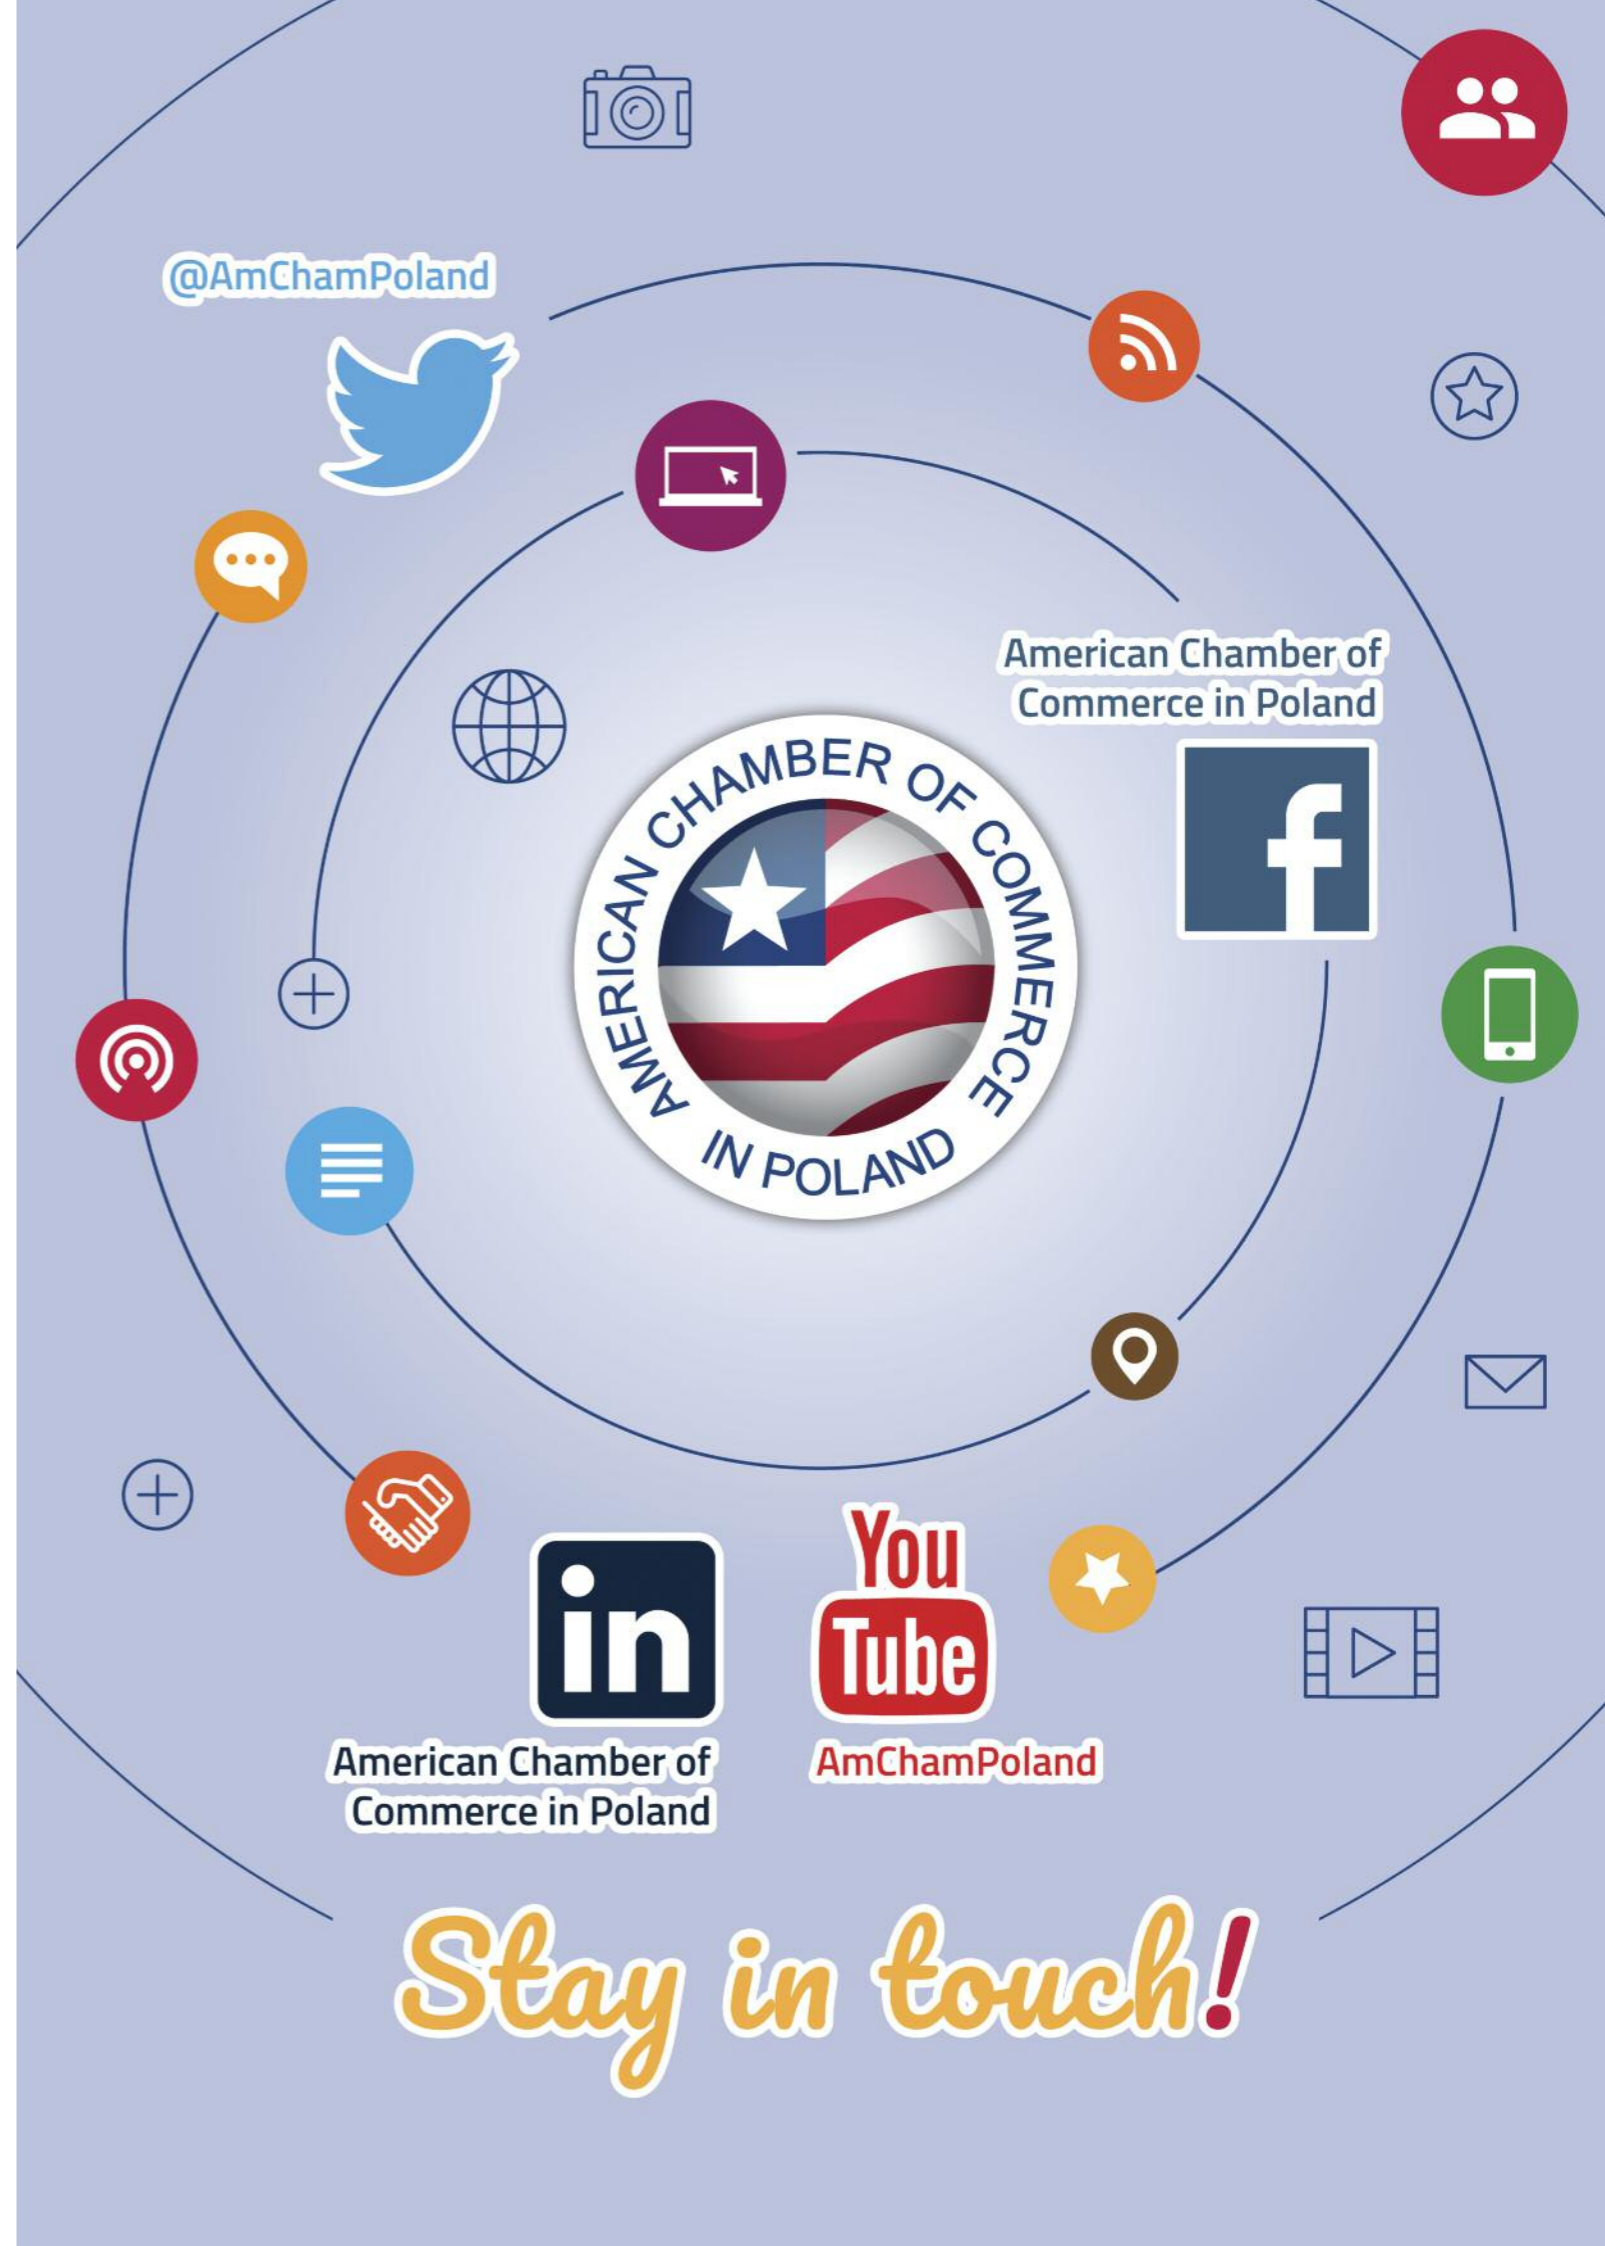 @AmChamPoland
American Chamber of
Commerce in Poland
f
AMERICAN CHAMBER OF COMMERCE
IN POLAND
in
You
Tube
American Chamber of
Commerce in Poland
AmChamPoland
Stay in touch!